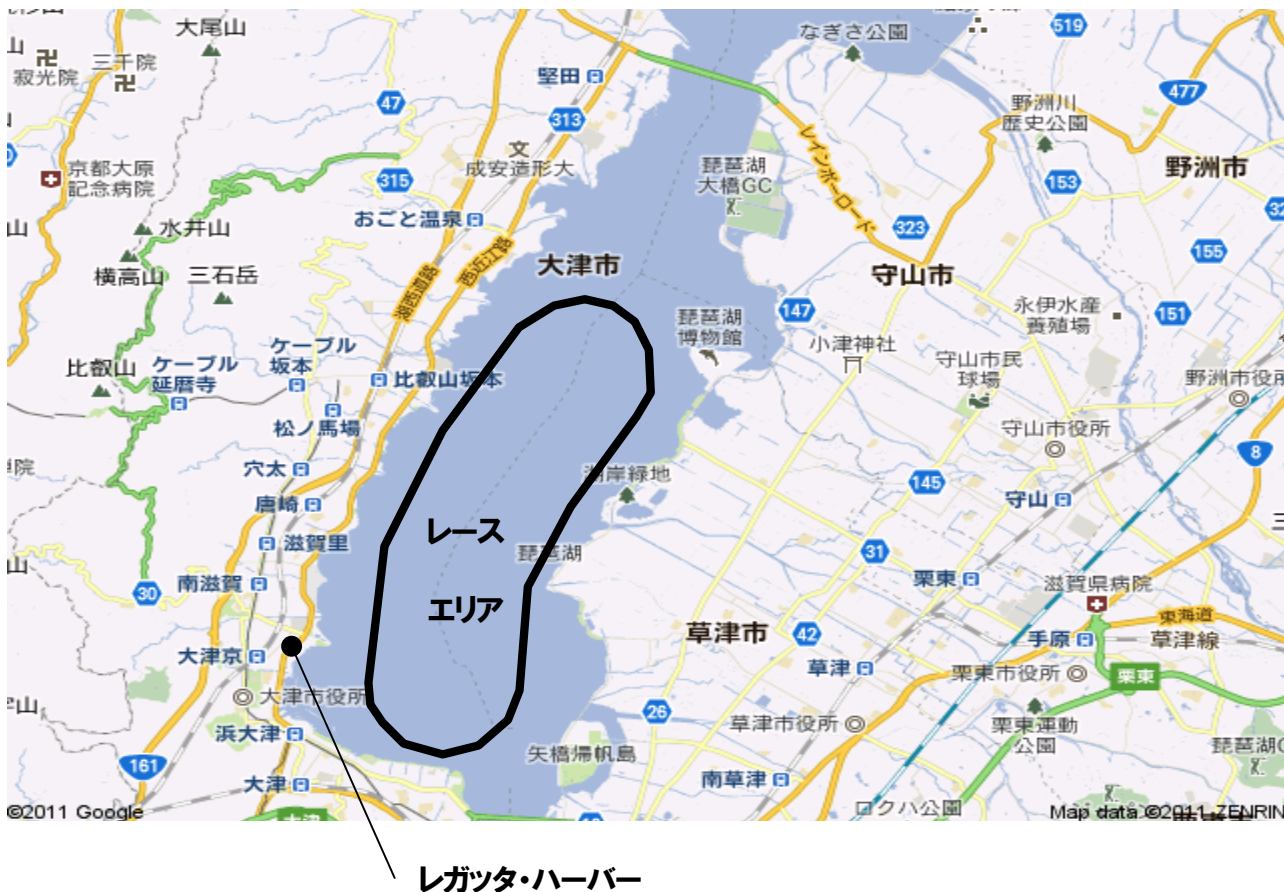 大尾山
三千院
寂光院
山
なぎさ公園
519
堅田
47
477
313
野洲川
歴史公園
成安造形大
レインボーロード
京都大原
記念病院
315
琵琶湖
大橋GC
野洲市
153
おごと温泉
水井山
山
323
155
横高山
三石岳
湖西道路
西近江路
大津市
守山市
147
琵琶湖
博物館
永伊水産
養殖場
151
ケーブル
坂本
小津神社
比叡山
ケーブル
延暦寺
比叡山坂本
守山市民
球場
野洲市役所
松ノ馬場
守山市役所
8
穴太
湖岸緑地
145
唐崎
守山
レース
滋賀里
琵琶湖
31
南滋賀
30
栗東
滋賀県病院
エリア
東海道
草津市
42
手原
草津線
大津京
草津
栗東市役所
栗東
大津市役所
26
草津市役所
栗東運動
公園
浜大津
矢橋帰帆島
161
大津
南草津
ロクハ公園
©2011 Google
Map data ©2011 ZENRIN
大津
レガッタ・ハーバー